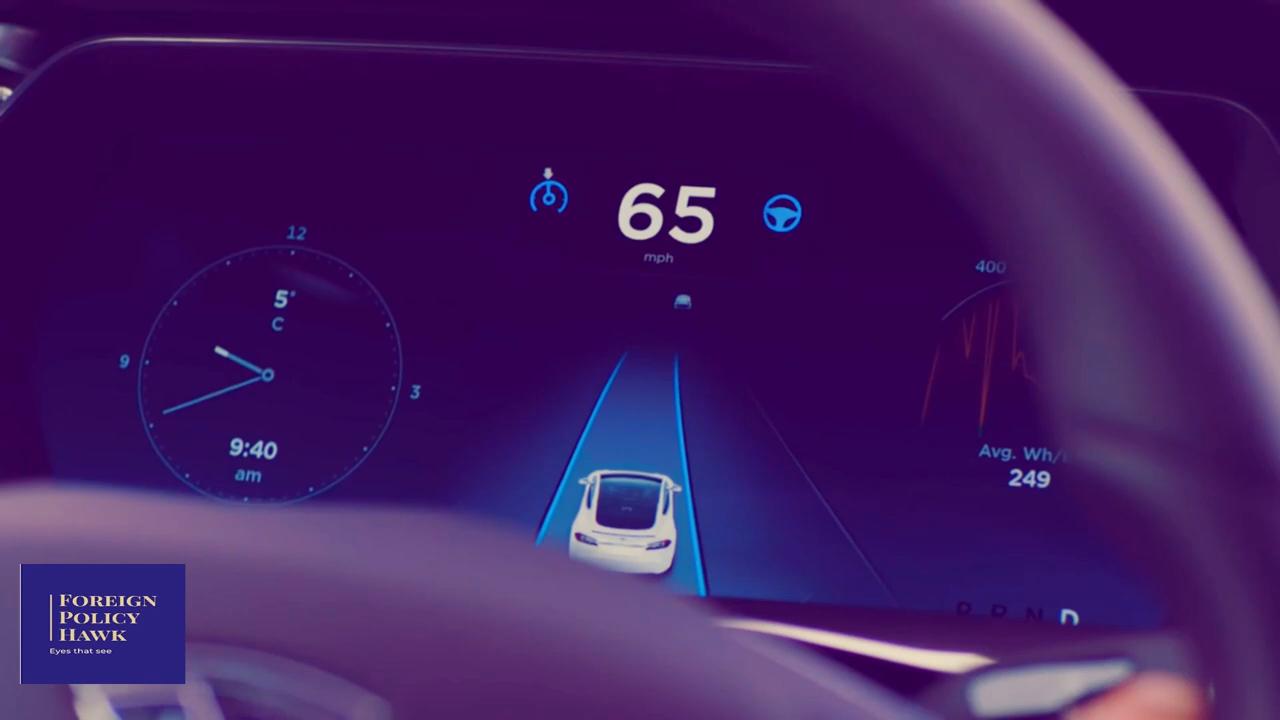 65
mph
12
5°
C
9
3
9:40
am
400
Avg. Wh/
249
P R N D
FOREIGN
POLICY
HAWK
Eyes that see